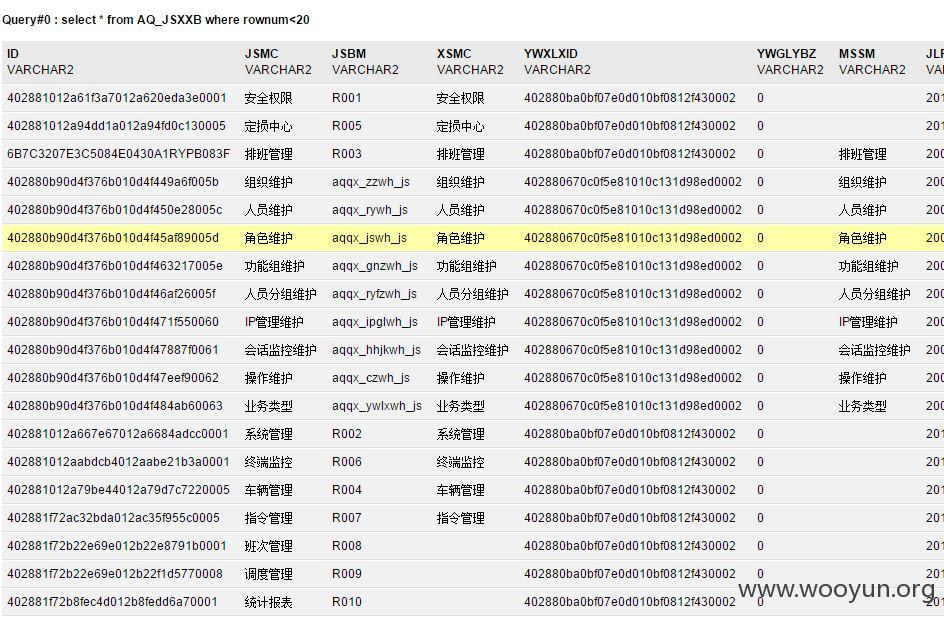 Query#0 : select * from AQ_JSXXB where rownum<20
ID JSMC JSBM XSMC YWXLXID YWGLYBZ MSSM
VARCHAR2 VARCHAR2 VARCHAR2 VARCHAR2 VARCHAR2 VARCHAR2 VARCHAR2
402881012a61f3a7012a620eda3e0001 安全权限 R001 安全权限 402880ba0bf07e0d010bf0812f430002 0 201
402881012a94dd1a012a94fd0c130005 定损中心 R005 定损中心 402880ba0bf07e0d010bf0812f430002 0 201
6B7C3207E3C5084E0430A1RYPB083F 排班管理 R003 排班管理 402880ba0bf07e0d010bf0812f430002 0 排班管理 200
402880b90d4f376b010d4f449a6f005b 组织维护 aqqx_zzwh_js 组织维护 402880670c0f5e81010c131d98ed0002 0 组织维护 200
402880b90d4f376b010d4f450e28005c 人员维护 aqqx_rywh_js 人员维护 402880670c0f5e81010c131d98ed0002 0 人员维护 200
402880b90d4f376b010d4f45af89005d 角色维护 aqqx_jswh_js 角色维护 402880670c0f5e81010c131d98ed0002 0 角色维护 200
402880b90d4f376b010d4f463217005e 功能组维护 aqqx_gnzwh_js 功能组维护 402880670c0f5e81010c131d98ed0002 0 功能组维护 200
402880b90d4f376b010d4f46af26005f 人员分组维护 aqqx_ryfzwh_js 人员分组维护 402880670c0f5e81010c131d98ed0002 0 人员分组维护 200
402880b90d4f376b010d4f471f550060 IP管理维护 aqqx_ipglwh_js IP管理维护 402880670c0f5e81010c131d98ed0002 0 IP管理维护 200
402880b90d4f376b010d4f47887f0061 会话监控维护 aqqx_hhjkwh_js 会话监控维护 402880670c0f5e81010c131d98ed0002 0 会话监控维护 200
402880b90d4f376b010d4f47eef90062 操作维护 aqqx_czwh_js 操作维护 402880670c0f5e81010c131d98ed0002 0 操作维护 200
402880b90d4f376b010d4f484ab60063 业务类型 aqqx_ywlxwh_js 业务类型 402880670c0f5e81010c131d98ed0002 0 业务类型 200
402881012a667e67012a6684adcc0001 系统管理 R002 系统管理 402880ba0bf07e0d010bf0812f430002 0 201
402881012aabdcb4012aabe21b3a0001 终端监控 R006 终端监控 402880ba0bf07e0d010bf0812f430002 0 201
402881012a79be44012a79d7c7220005 车辆管理 R004 车辆管理 402880ba0bf07e0d010bf0812f430002 0 201
402881f72ac32bda012ac35f955c0005 指令管理 R007 指令管理 402880ba0bf07e0d010bf0812f430002 0 201
402881f72b22e69e012b22e8791b0001 班次管理 R008 402880ba0bf07e0d010bf0812f430002 0 201
402881f72b22e69e012b22f1d5770008 调度管理 R009 402880ba0bf07e0d010bf0812f430002 0 201
402881f72b8fec4d012b8fedd6a70001 统计报表 R010 402880ba0bf07e0d010bf0812f430002 0 201
www.wooyun.org